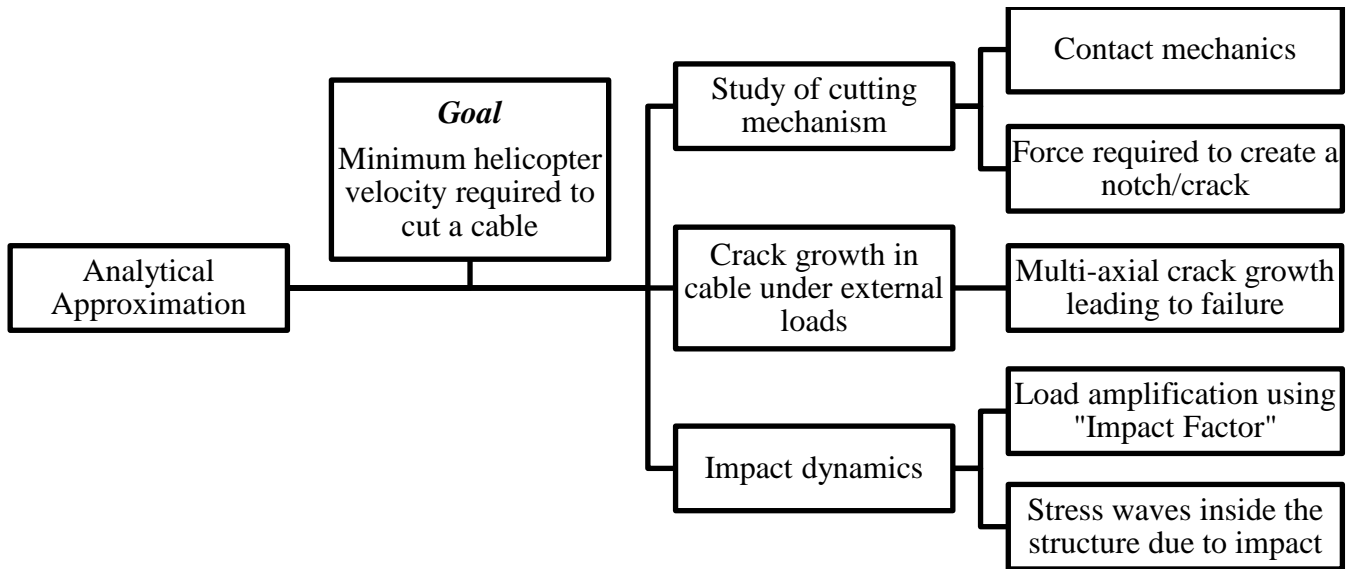 Analytical
Approximation
Goal
Minimum helicopter
velocity required to
cut a cable
Study of cutting
mechanism
Contact mechanics
Force required to create a
notch/crack
Crack growth in
cable under external
loads
Multi-axial crack growth
leading to failure
Impact dynamics
Load amplification using
"Impact Factor"
Stress waves inside the
structure due to impact